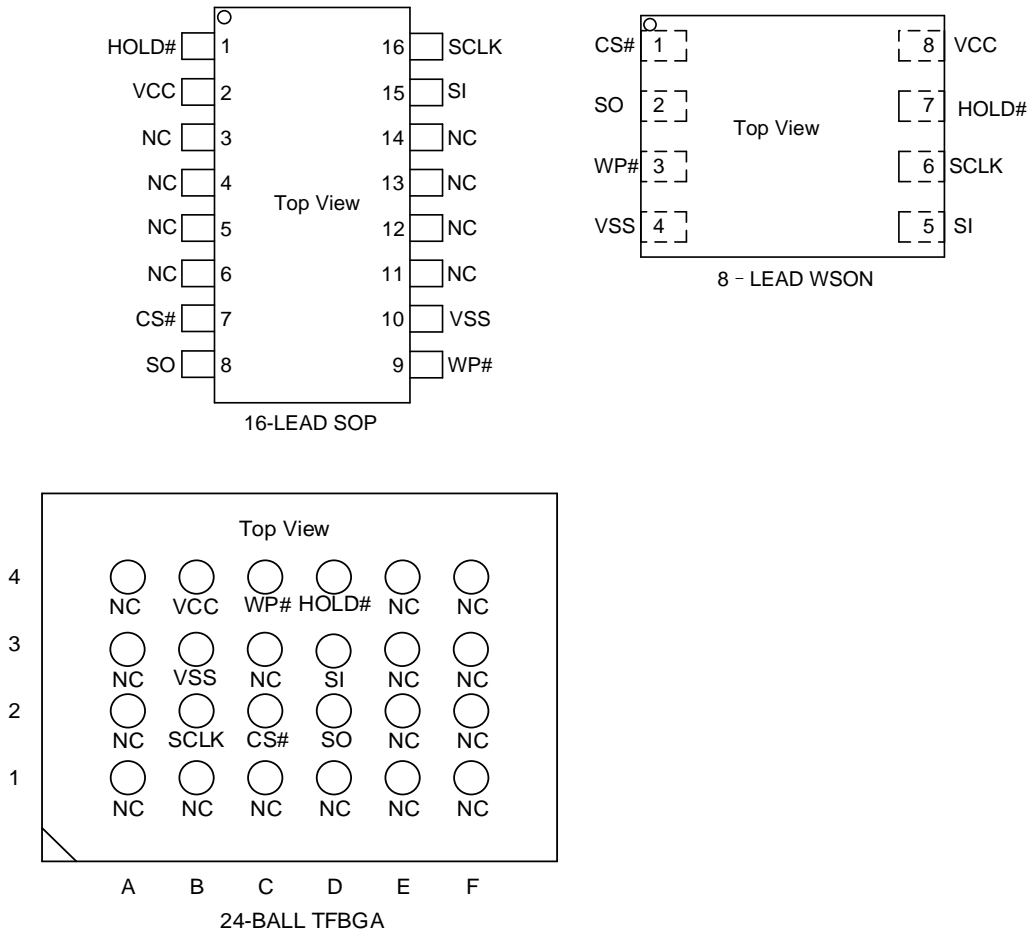 HOLD# 1 16 SCLK
VCC 2 15 SI
NC 3 14 NC
NC 4 13 NC
Top View
NC 5 12 NC
NC 6 11 NC
CS# 7 10 VSS
SO 8 9 WP#
16-LEAD SOP
CS# 1 8 VCC
SO 2 7 HOLD#
Top View
WP# 3 6 SCLK
VSS 4 5 SI
8 - LEAD WSON
Top View
4
NC VCC WP# HOLD# NC NC
3
NC VSS NC SI NC NC
2
NC SCLK CS# SO NC NC
1
NC NC NC NC NC NC
A B C D E F
24-BALL TFBGA